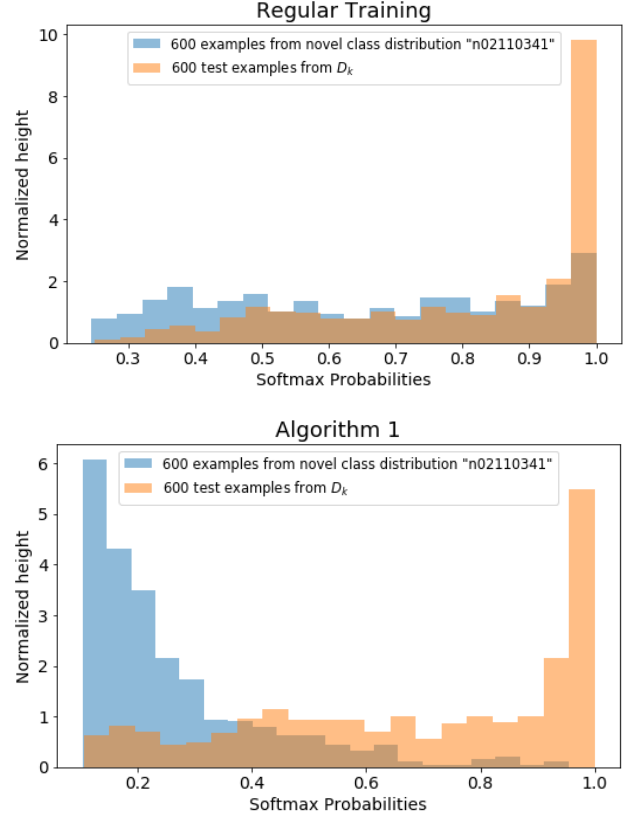 Regular Training
600 examples from novel class distribution "n02110341"
600 test examples from Dₖ
Normalized height
10
8
6
4
2
0
0.3 0.4 0.5 0.6 0.7 0.8 0.9 1.0
Softmax Probabilities
Algorithm 1
600 examples from novel class distribution "n02110341"
600 test examples from Dₖ
Normalized height
6
5
4
3
2
1
0
0.2 0.4 0.6 0.8 1.0
Softmax Probabilities